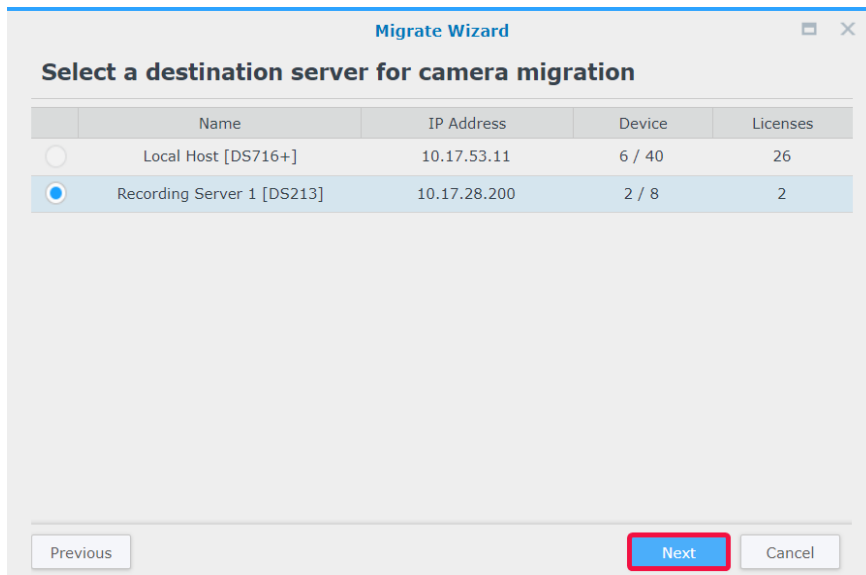 Migrate Wizard
Select a destination server for camera migration
Name IP Address Device Licenses
Local Host [DS716+] 10.17.53.11 6 / 40 26
Recording Server 1 [DS213] 10.17.28.200 2 / 8 2
Previous Next Cancel